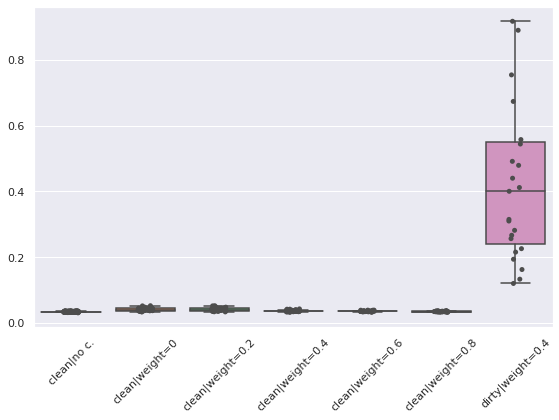 0.8
0.6
0.4
0.2
0.0
clean|no c.
clean|weight=0
clean|weight=0.2
clean|weight=0.4
clean|weight=0.6
clean|weight=0.8
dirty|weight=0.4